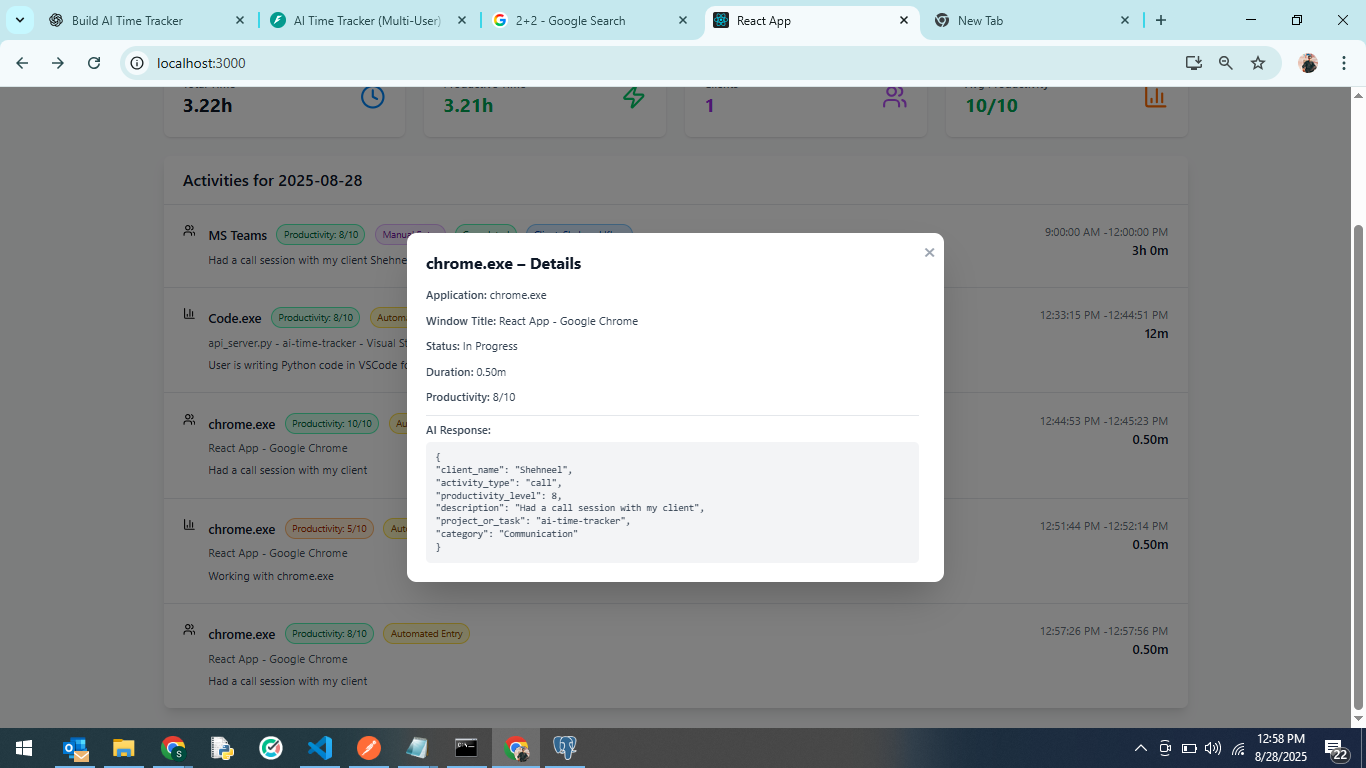 Build AI Time Tracker
AI Time Tracker (Multi-User)
2+2 - Google Search
React App
New Tab
localhost:3000
Total Time
Productive Time
Clients
Avg Productivity
3.22h
3.21h
1
10/10
Activities for 2025-08-28
MS Teams
Productivity: 8/10
9:00:00 AM -12:00:00 PM
Had a call session with my client
3h 0m
Code.exe
Productivity: 8/10
12:33:15 PM -12:44:51 PM
api_server.py - ai-time-tracker - Visual
12m
User is writing Python code in VSCode
chrome.exe
Productivity: 10/10
12:44:53 PM -12:45:23 PM
React App - Google Chrome
0.50m
Had a call session with my client
chrome.exe
Productivity: 5/10
12:51:44 PM -12:52:14 PM
React App - Google Chrome
0.50m
Working with chrome.exe
chrome.exe
Productivity: 8/10
Automated Entry
12:57:26 PM -12:57:56 PM
React App - Google Chrome
0.50m
Had a call session with my client
chrome.exe – Details
Application: chrome.exe
Window Title: React App - Google Chrome
Status: In Progress
Duration: 0.50m
Productivity: 8/10
AI Response:
{
"client_name": "Shehneel",
"activity_type": "call",
"productivity_level": 8,
"description": "Had a call session with my client",
"project_or_task": "ai-time-tracker",
"category": "Communication"
}
12:58 PM
8/28/2025
22